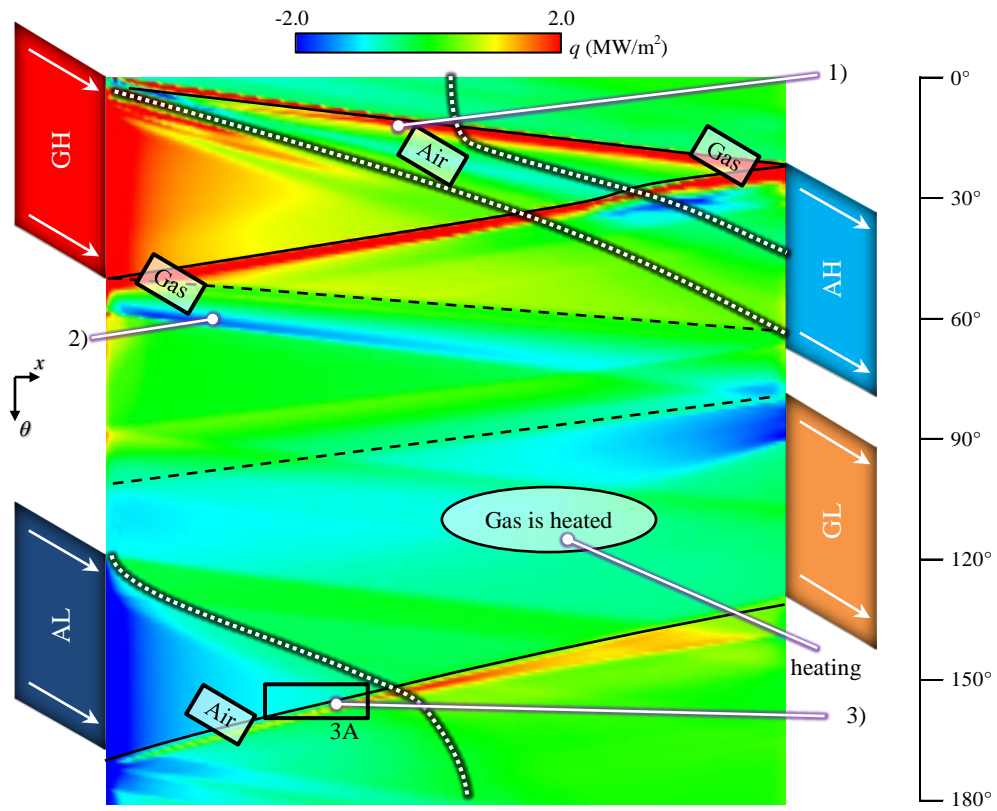 -2.0 2.0
q (MW/m²)
1)
0°
GH
Air
Gas
30°
Gas
AH
60°
2)
x
θ
90°
Gas is heated
GL
120°
AL
heating
150°
Air
3A
3)
180°